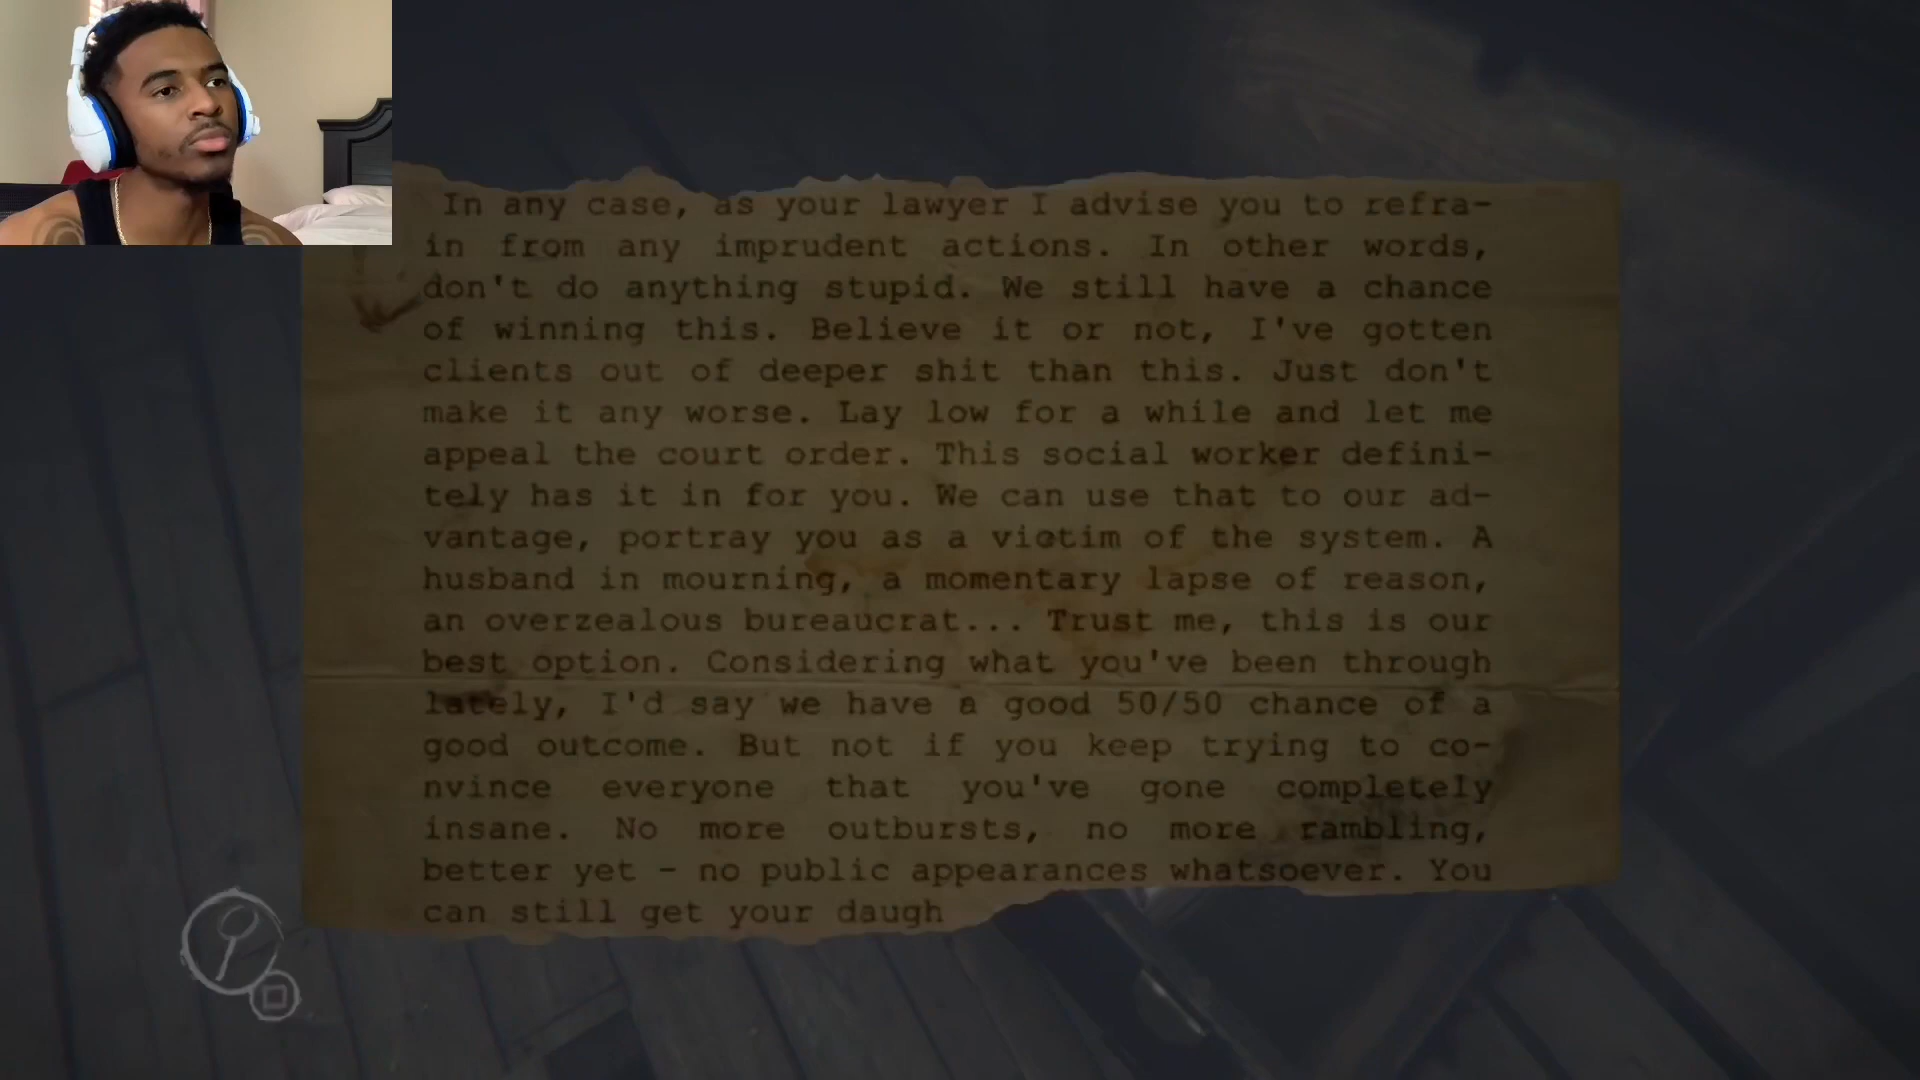 In any case, as your lawyer I advise you to refra-
in from any imprudent actions. In other words,
don't do anything stupid. We still have a chance
of winning this. Believe it or not, I've gotten
clients out of deeper shit than this. Just don't
make it any worse. Lay low for a while and let me
appeal the court order. This social worker defini-
tely has it in for you. We can use that to our ad-
vantage, portray you as a victim of the system. A
husband in mourning, a momentary lapse of reason,
an overzealous bureaucrat... Trust me, this is our
best option. Considering what you've been through
lately, I'd say we have a good 50/50 chance of a
good outcome. But not if you keep trying to co-
nvince everyone that you've gone completely
insane. No more outbursts, no more rambling,
better yet - no public appearances whatsoever. You
can still get your daugh